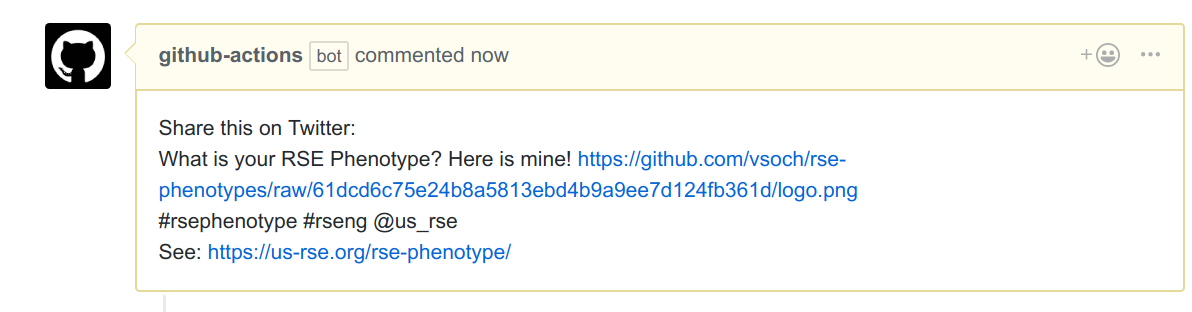 github-actions bot commented now
Share this on Twitter:
What is your RSE Phenotype? Here is mine! https://github.com/vsoch/rse-
phenotypes/raw/61dcd6c75e24b8a5813ebd4b9a9ee7d124fb361d/logo.png
#rsephenotype #rseng @us_rse
See: https://us-rse.org/rse-phenotype/